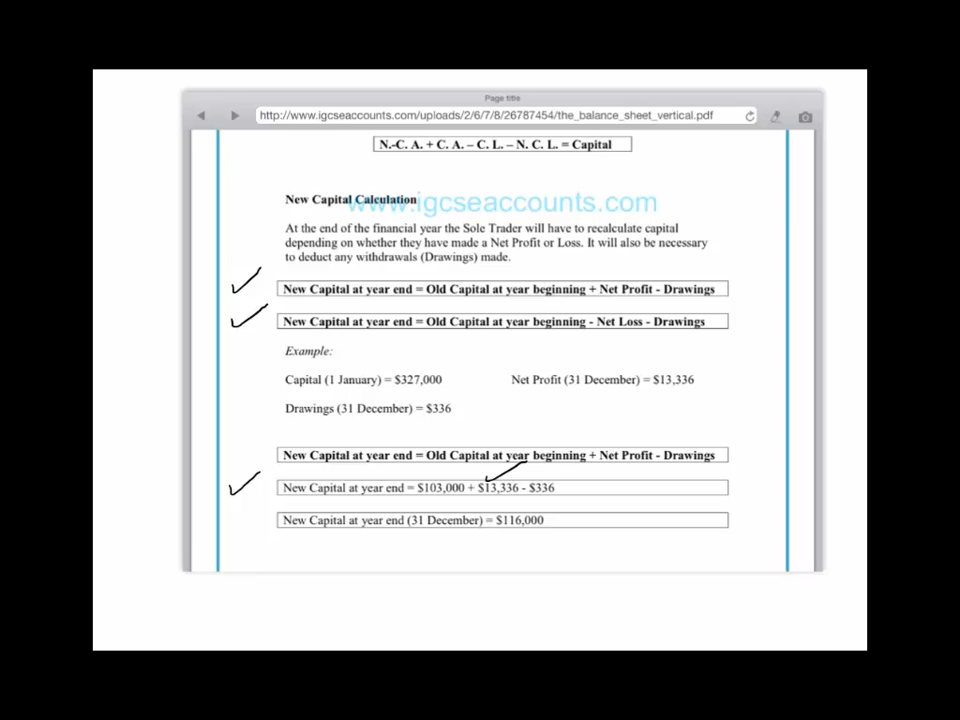 Page title
http://www.igcseaccounts.com/uploads/2/6/7/8/26787454/the_balance_sheet_vertical.pdf
N.-C. A. + C. A. – C. L. – N. C. L. = Capital
New Capital Calculation
www.igcseaccounts.com
At the end of the financial year the Sole Trader will have to recalculate capital
depending on whether they have made a Net Profit or Loss. It will also be necessary
to deduct any withdrawals (Drawings) made.
New Capital at year end = Old Capital at year beginning + Net Profit - Drawings
New Capital at year end = Old Capital at year beginning - Net Loss - Drawings
Example:
Capital (1 January) = $327,000 Net Profit (31 December) = $13,336
Drawings (31 December) = $336
New Capital at year end = Old Capital at year beginning + Net Profit - Drawings
New Capital at year end = $103,000 + $13,336 - $336
New Capital at year end (31 December) = $116,000